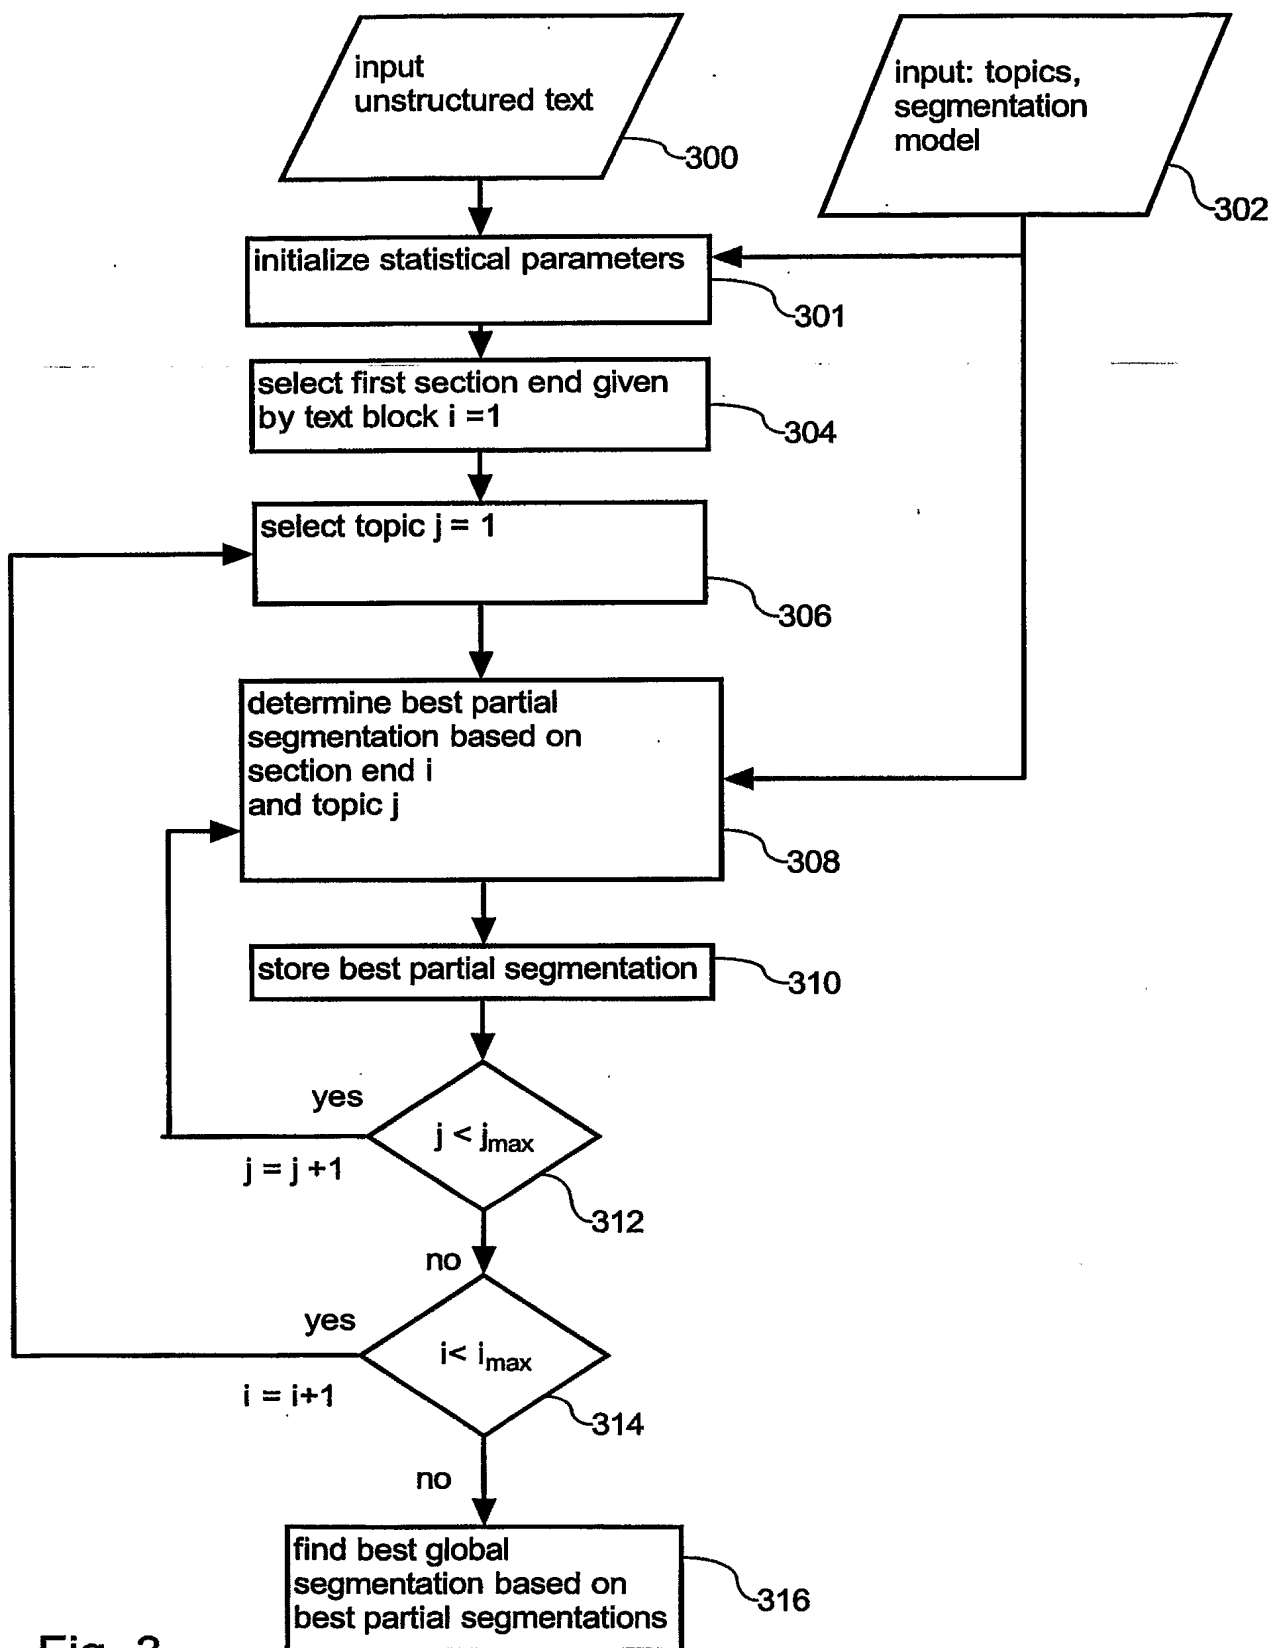 input
unstructured text
300
input: topics,
segmentation
model
302
initialize statistical parameters
301
select first section end given
by text block i =1
304
select topic j = 1
306
determine best partial
segmentation based on
section end i
and topic j
308
store best partial segmentation
310
yes
j < jmax
j = j +1
312
no
yes
i< imax
i = i+1
314
no
find best global
segmentation based on
best partial segmentations
316